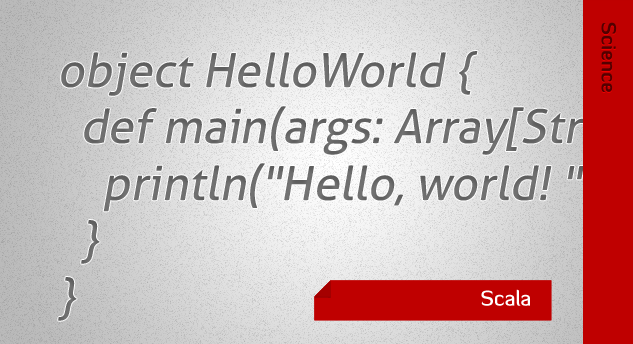 object HelloWorld {
def main(args: Array[Str
println("Hello, world! "
}
}
Scala
Science